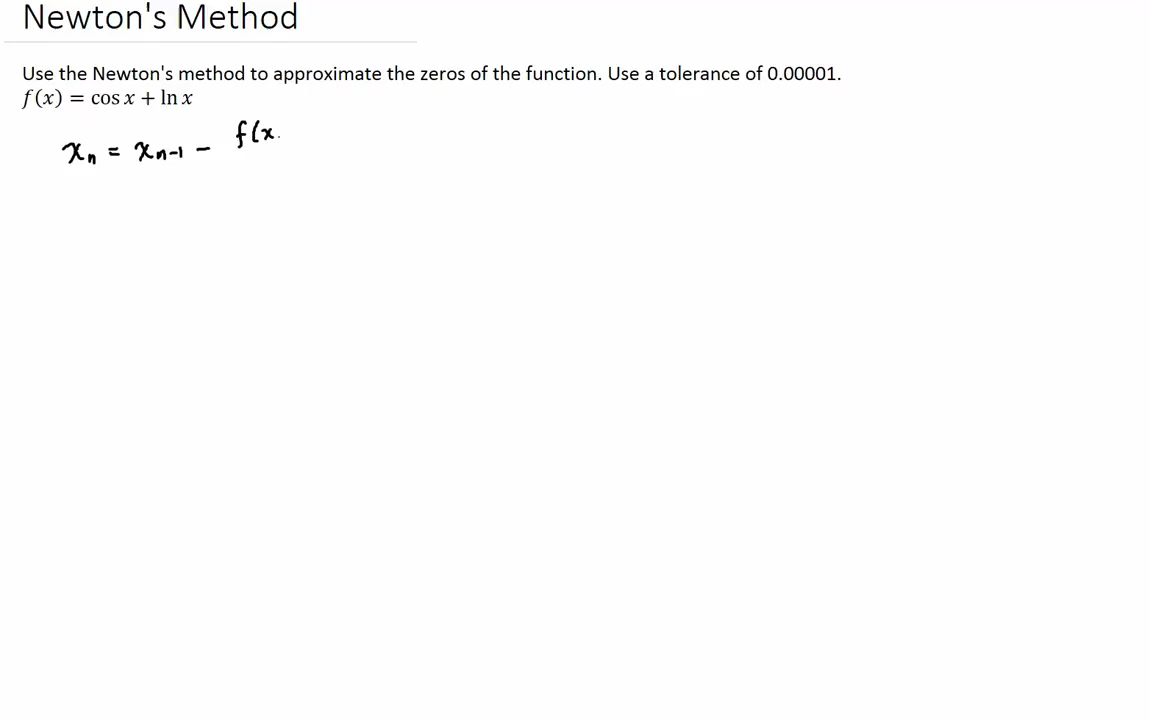 Newton's Method
Use the Newton's method to approximate the zeros of the function. Use a tolerance of 0.00001.
f(x) = cos x + ln x
xₙ = xₙ₋₁ − f(x